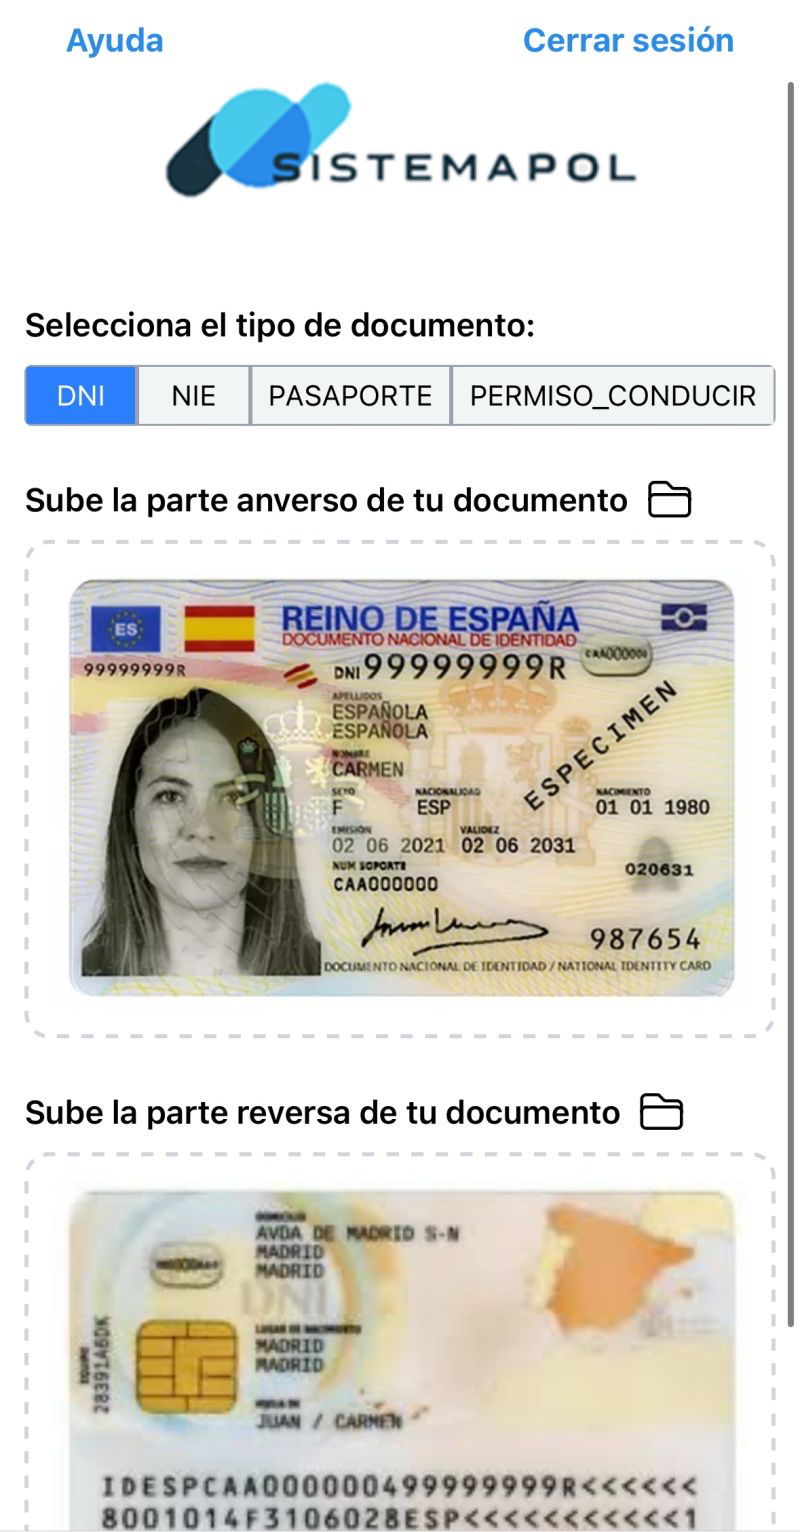 Ayuda
Cerrar sesión
SISTEMAPOL
Selecciona el tipo de documento:
DNI
NIE
PASAPORTE
PERMISO_CONDUCIR
Sube la parte anverso de tu documento
ES
REINO DE ESPAÑA
DOCUMENTO NACIONAL DE IDENTIDAD
CAA000000
99999999R
DNI 99999999R
APELLIDOS
ESPAÑOLA
ESPAÑOLA
NOMBRE
CARMEN
ESPECIMEN
SEXO NACIONALIDAD NACIMIENTO
F ESP 01 01 1980
EMISIÓN VALIDEZ
02 06 2021 02 06 2031
NUM SOPORTE
CAA000000
020631
987654
DOCUMENTO NACIONAL DE IDENTIDAD / NATIONAL IDENTITY CARD
Sube la parte reversa de tu documento
DOMICILIO
AVDA DE MADRID S-N
MADRID
MADRID
DNI
LUGAR DE NACIMIENTO
MADRID
MADRID
EQUIPO
28391A6DK
JUAN / CARMEN
IDESPCAA000000499999999R<<<<<<
8001014F3106028ESP<<<<<<<<<<<1